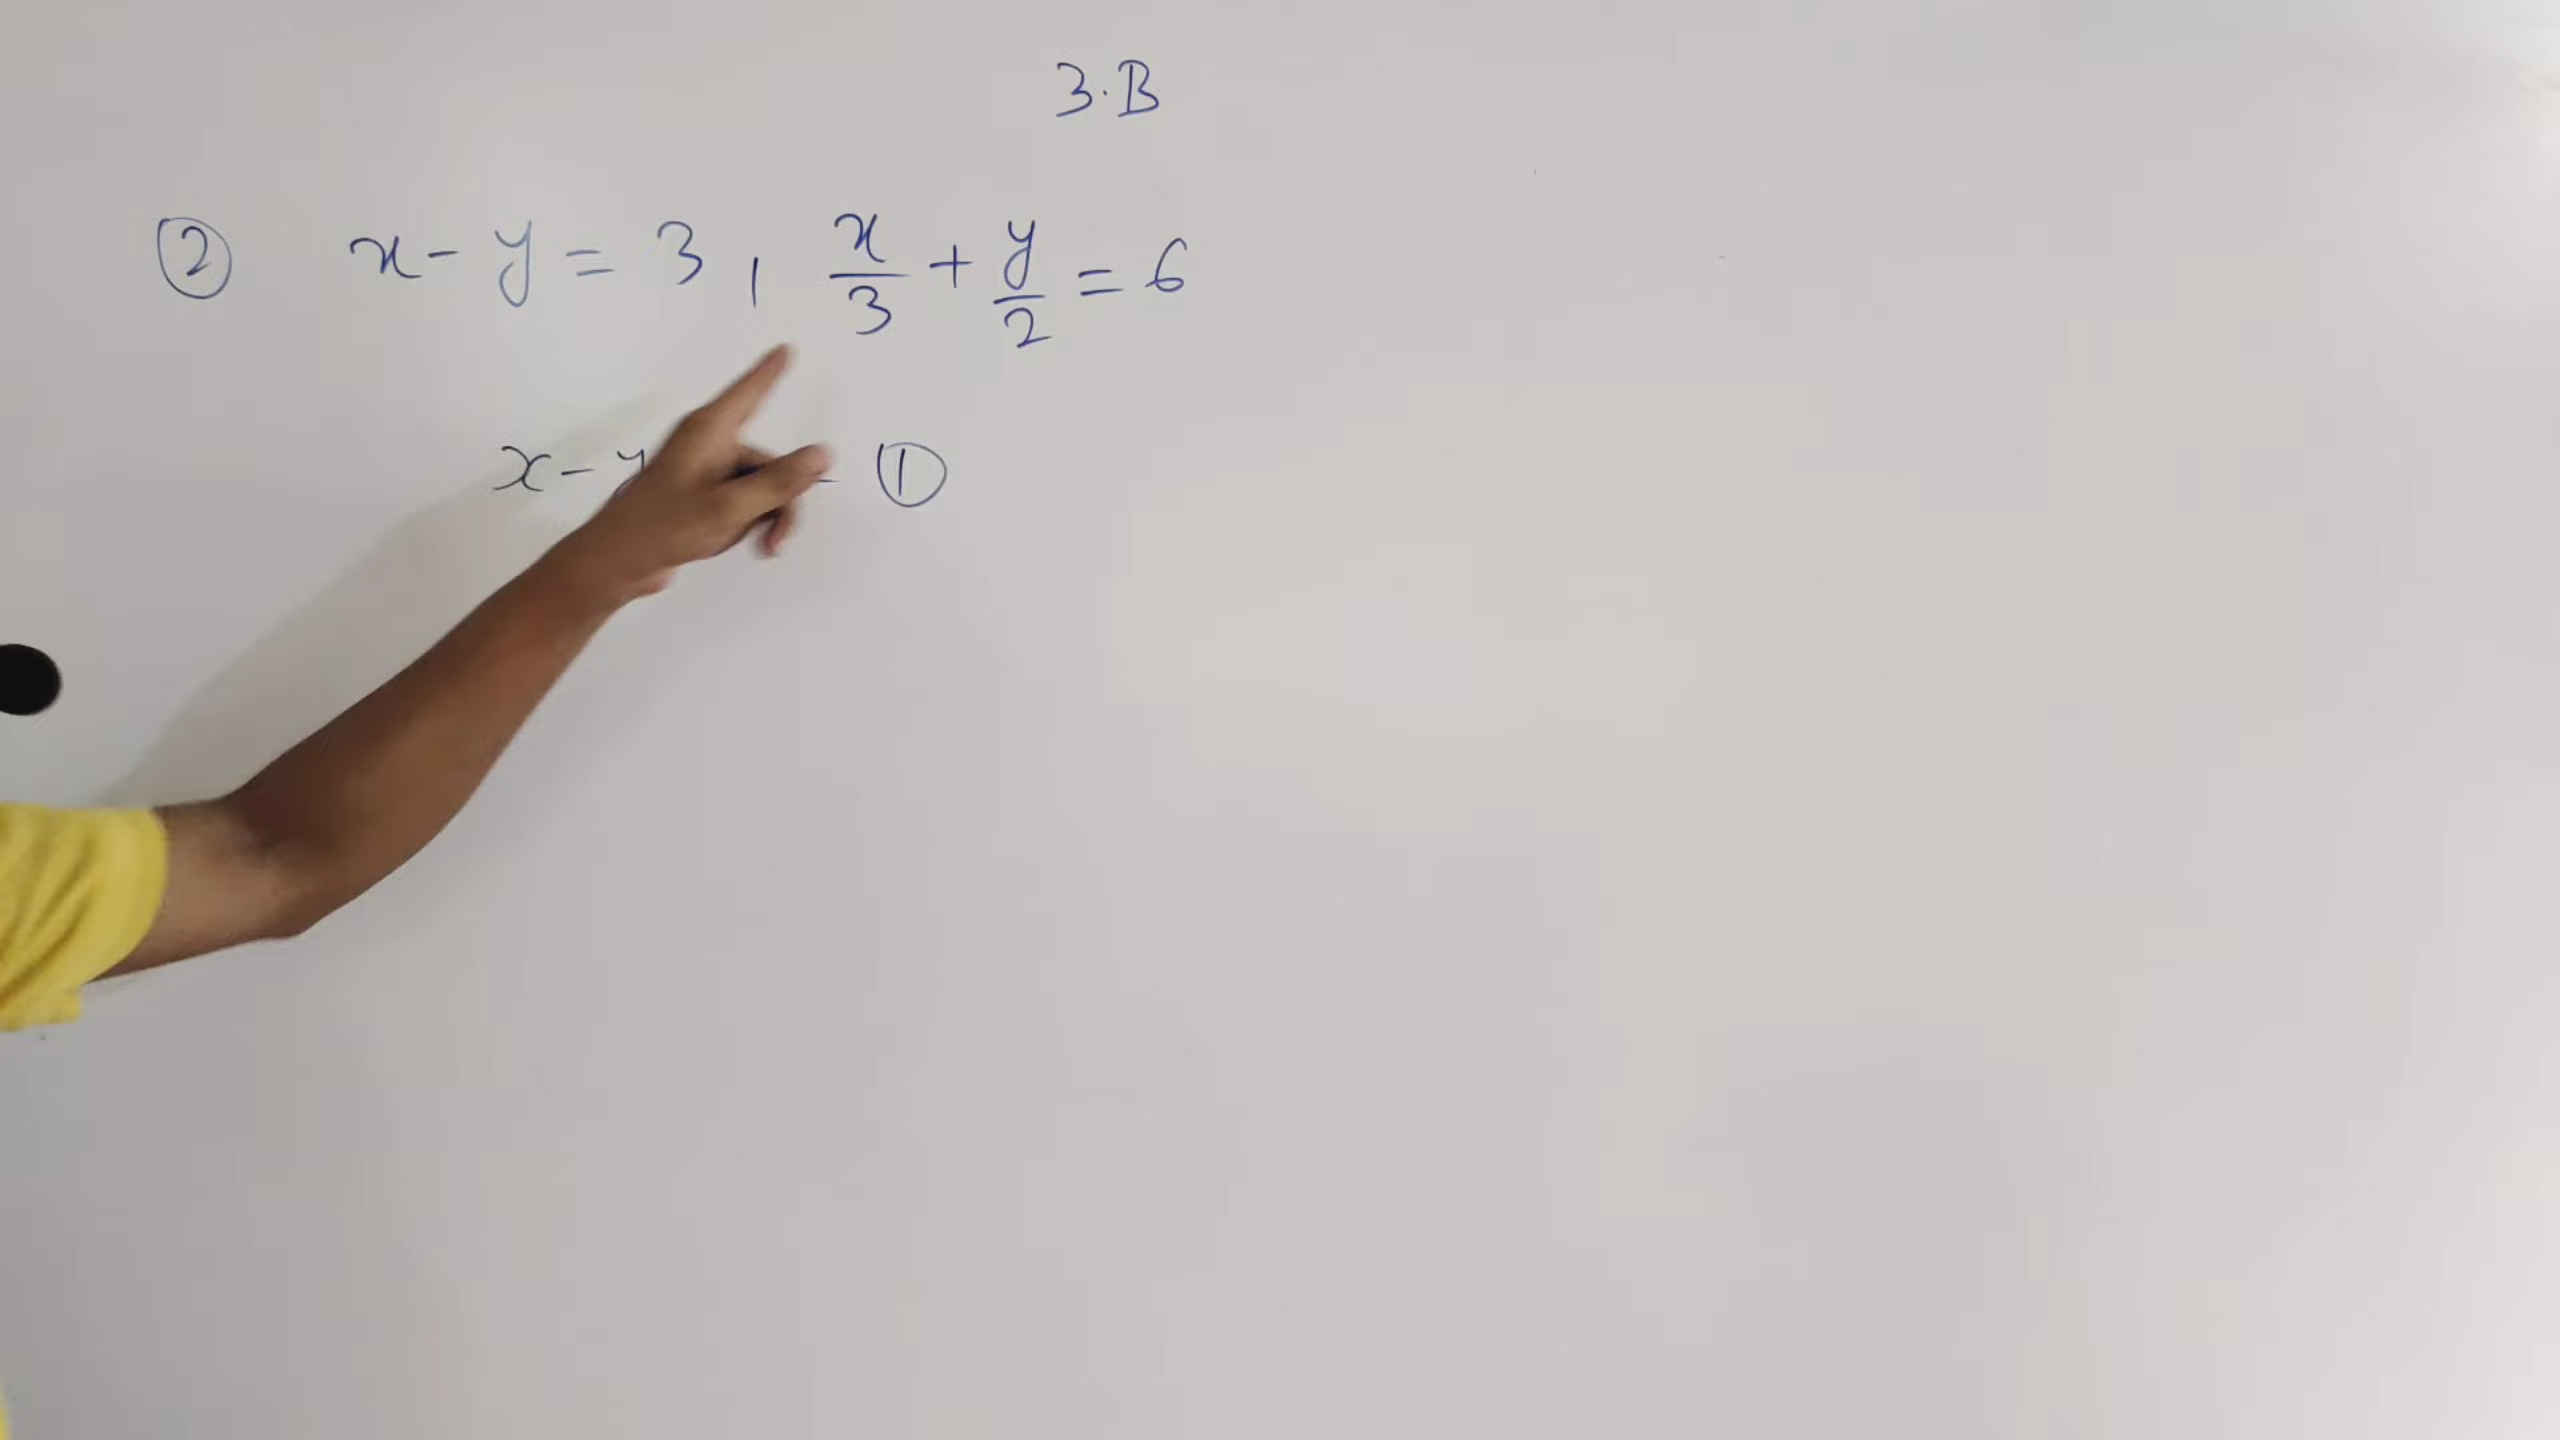 3.B
② x - y = 3, x/3 + y/2 = 6
x - y - ①